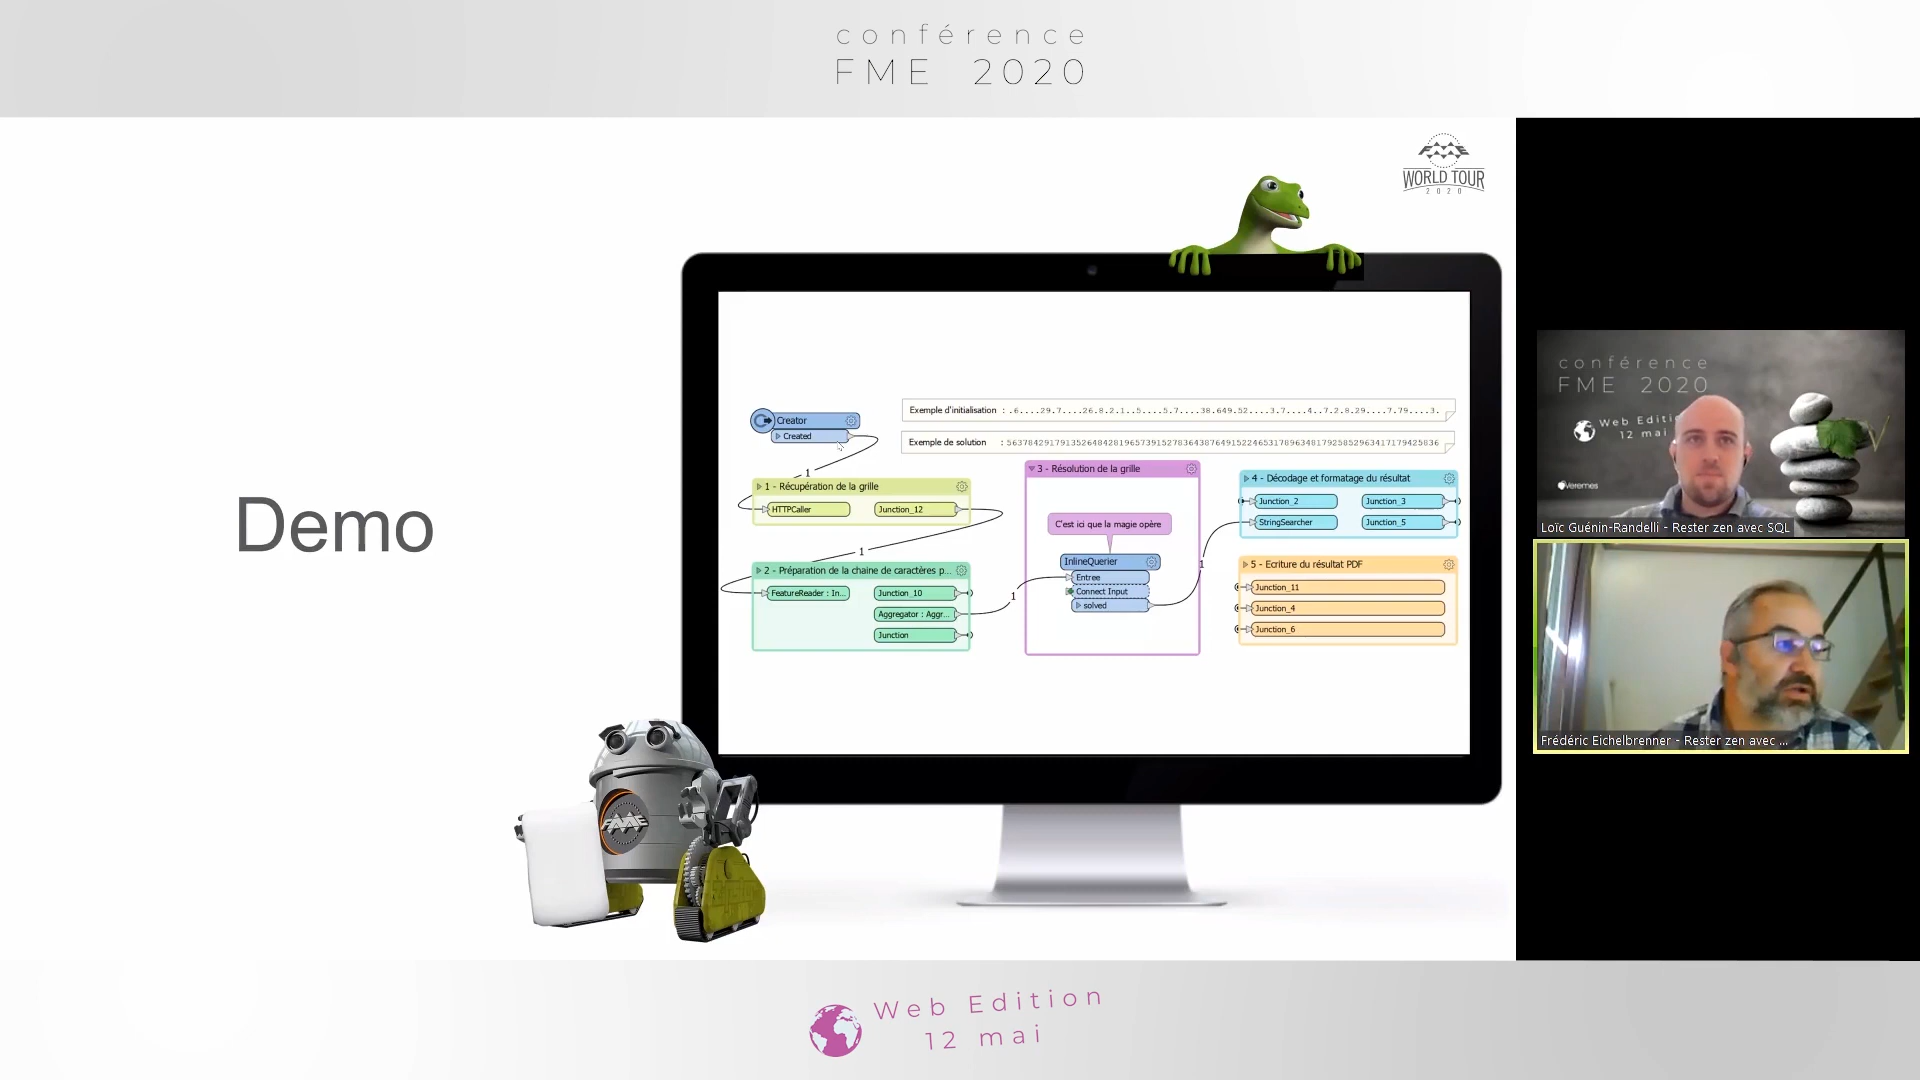 conférence
FME 2020
FME
WORLD TOUR
2020
Demo
Creator
Created
Exemple d'initialisation : .6....29.7....26.8.2.1..5....5.7....38.649.52....3.7....4..7.2.8.29....7.79....3.
Exemple de solution : 563784291791352648428196573915278364387649152246531789634817925852963417179425836
1
1 - Récupération de la grille
HTTPCaller
Junction_12
1
2 - Préparation de la chaine de caractères p...
FeatureReader : In...
Junction_10
Aggregator : Aggr...
Junction
1
3 - Résolution de la grille
C'est ici que la magie opère
InlineQuerier
Entree
Connect Input
solved
1
4 - Décodage et formatage du résultat
Junction_2
Junction_3
StringSearcher
Junction_5
5 - Ecriture du résultat PDF
Junction_11
Junction_4
Junction_6
FME
conférence
FME 2020
Web Editi
12 mai
Veremes
Loïc Guénin-Randelli - Rester zen avec SQL
Frédéric Eichelbrenner - Rester zen avec ...
Web Edition
12 mai